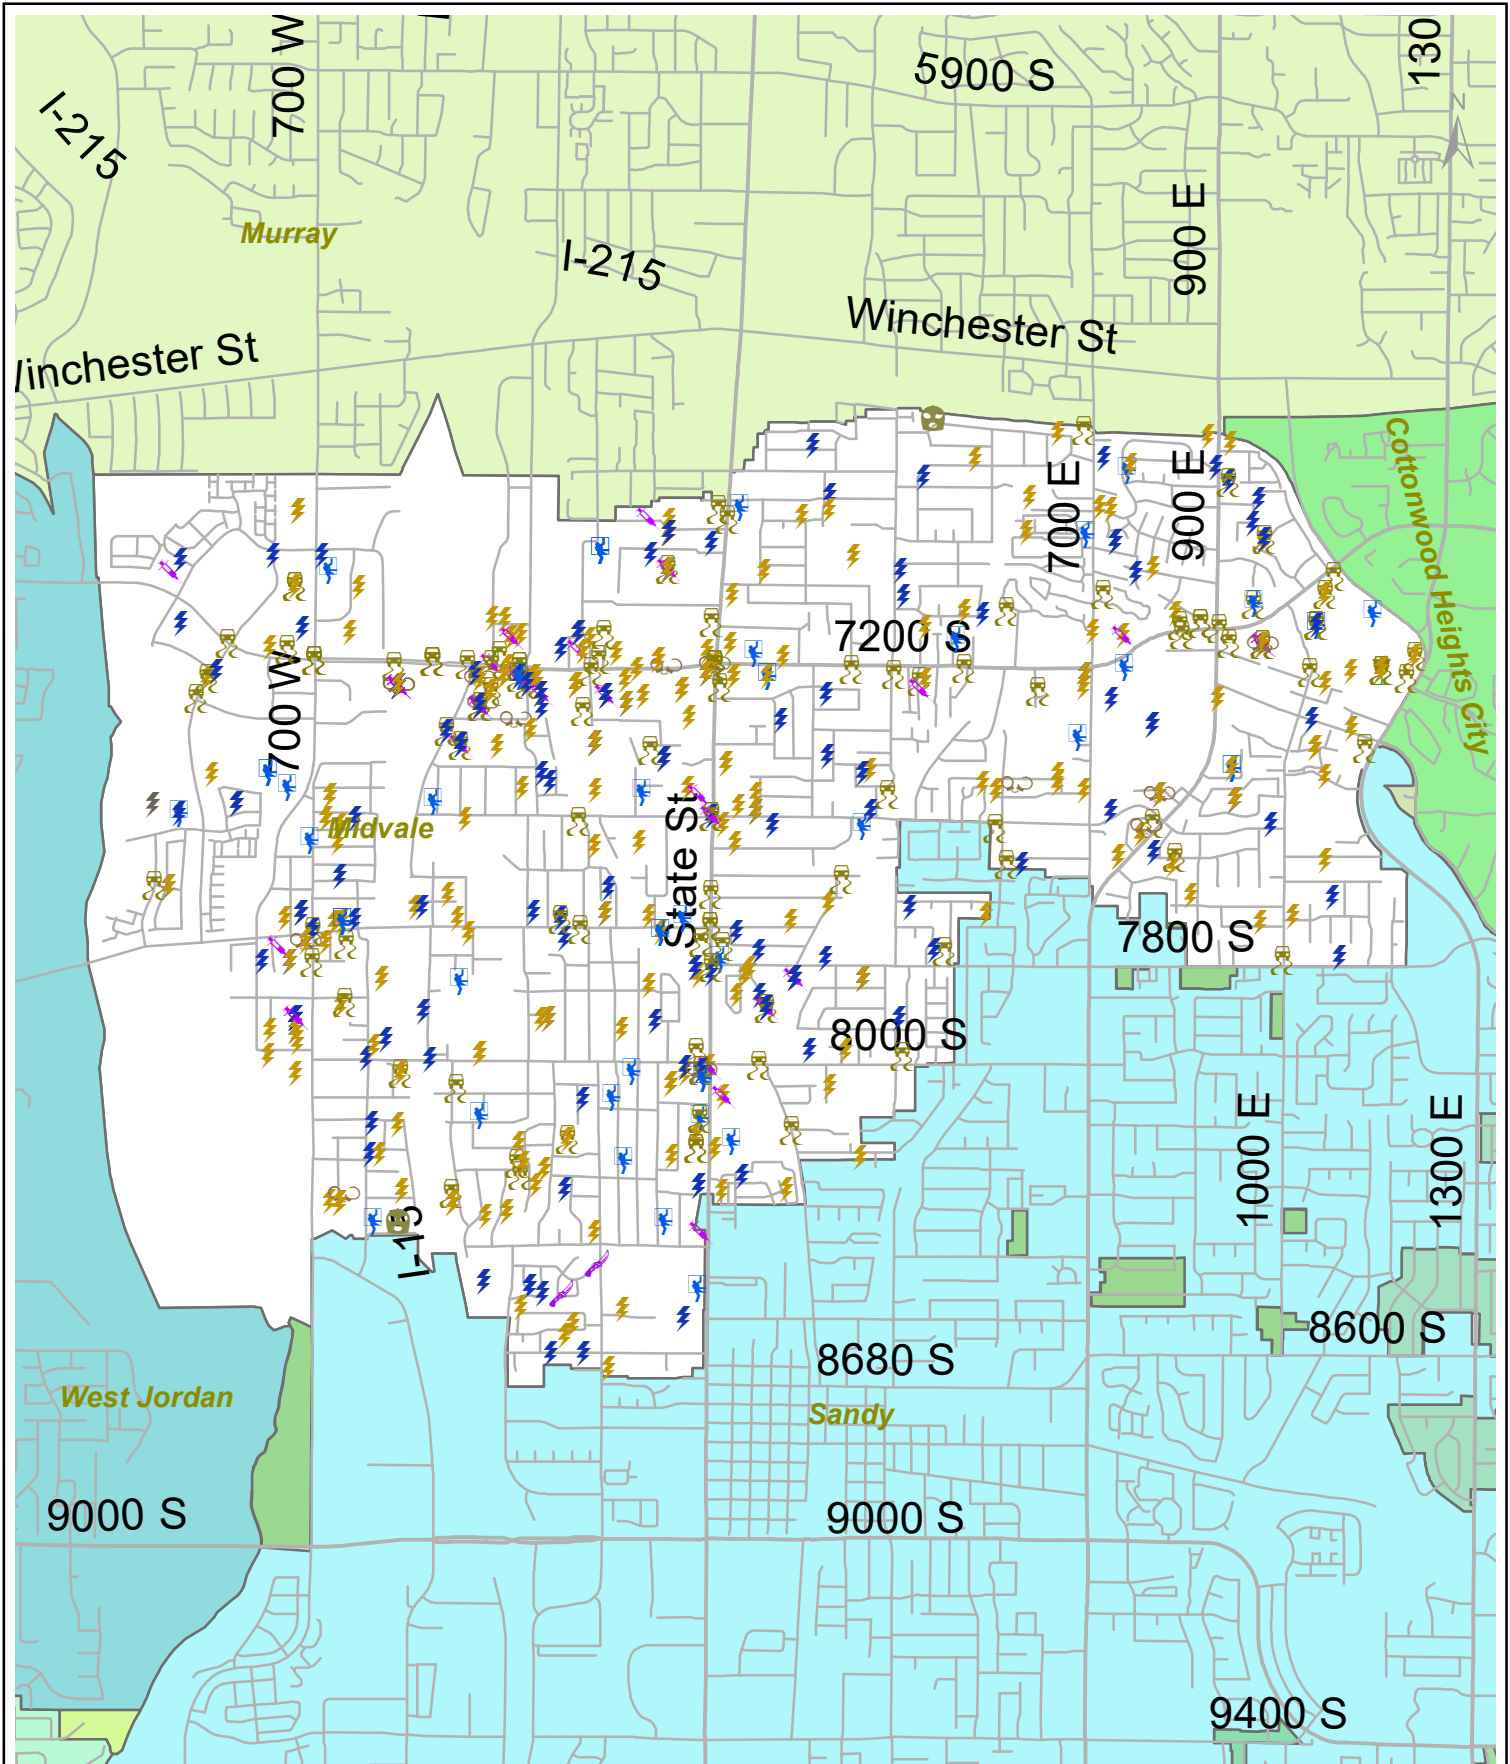 700 W
5900 S
130
N
I-215
Murray
900 E
I-215
Winchester St
Winchester St
Cottonwood Heights City
700 E
900 E
7200 S
700 W
State St
Midvale
7800 S
8000 S
1000 E
1300 E
I-15
8600 S
8680 S
West Jordan
Sandy
9000 S
9000 S
9400 S